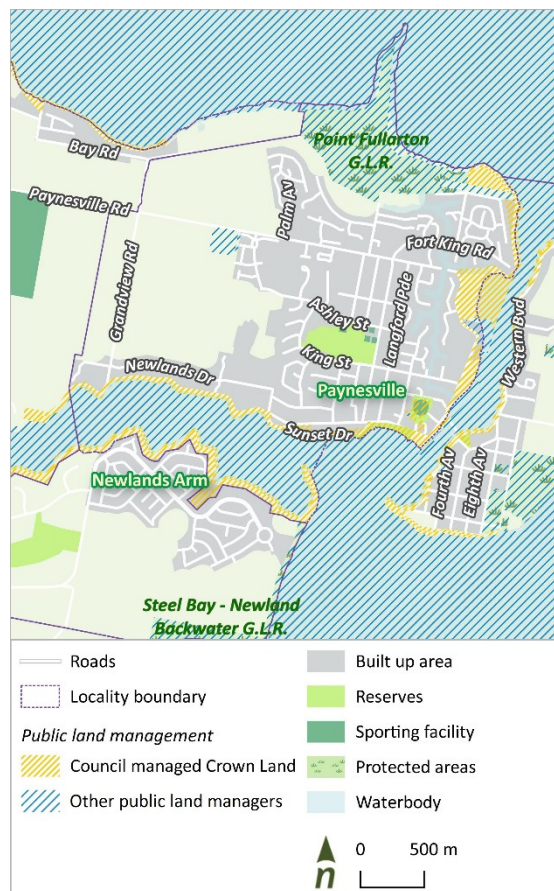 Point Fullarton
G.L.R.
Bay Rd
Paynesville Rd
Palm Av
Fort King Rd
Grandview Rd
Ashley St
Langford Pde
Western Bvd
King St
Newlands Dr
Paynesville
Sunset Dr
Newlands Arm
Fourth Av
Eighth Av
Steel Bay - Newland
Backwater G.L.R.
Roads
Locality boundary
Public land management
Council managed Crown Land
Other public land managers
Built up area
Reserves
Sporting facility
Protected areas
Waterbody
n
0 500 m